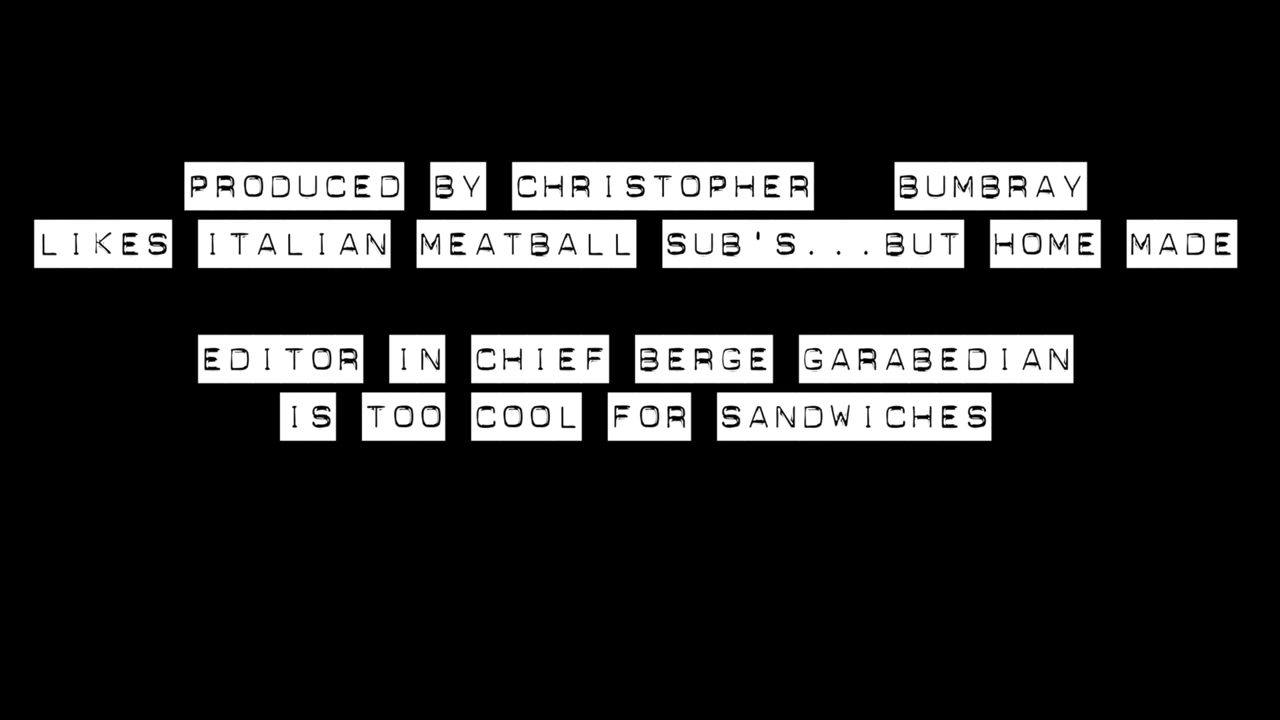 PRODUCED BY CHRISTOPHER BUMBRAY
LIKES ITALIAN MEATBALL SUB'S...BUT HOME MADE
EDITOR IN CHIEF BERGE GARABEDIAN
IS TOO COOL FOR SANDWICHES